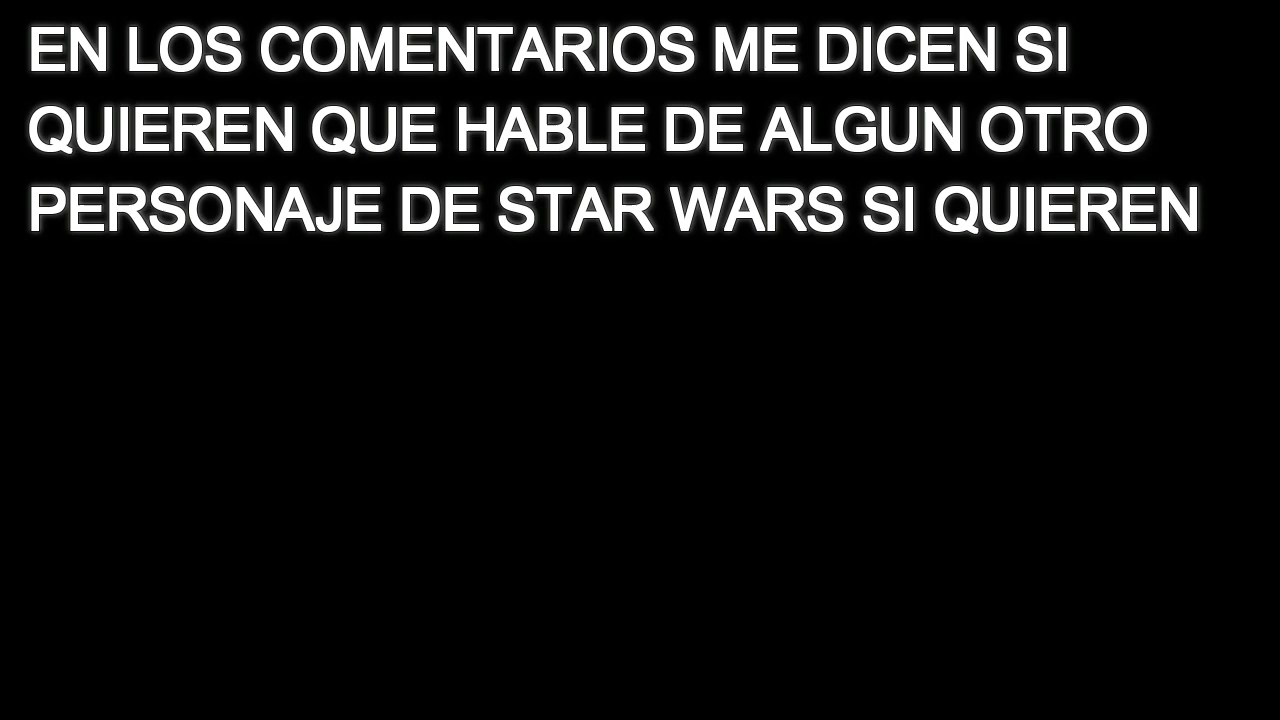 EN LOS COMENTARIOS ME DICEN SI
QUIEREN QUE HABLE DE ALGUN OTRO
PERSONAJE DE STAR WARS SI QUIEREN